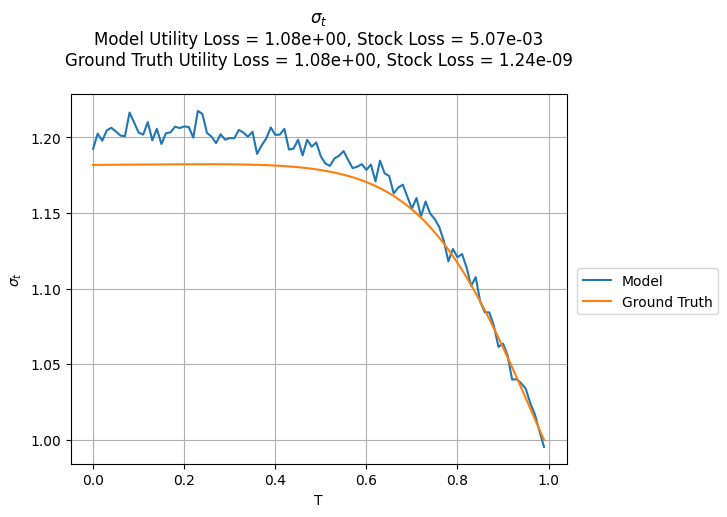 σt
Model Utility Loss = 1.08e+00, Stock Loss = 5.07e-03
Ground Truth Utility Loss = 1.08e+00, Stock Loss = 1.24e-09
1.20
1.15
1.10
1.05
1.00
σt
0.0 0.2 0.4 0.6 0.8 1.0
T
Model
Ground Truth